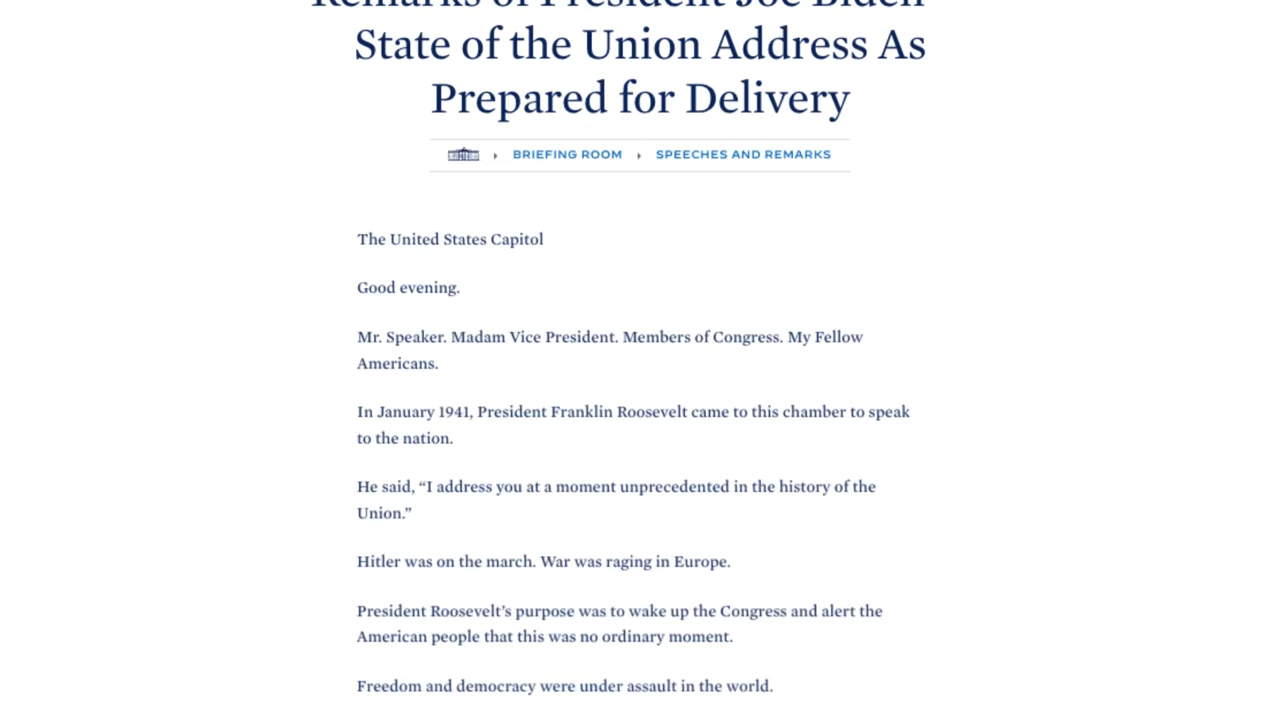 Remarks of President Joe Biden
State of the Union Address As
Prepared for Delivery
BRIEFING ROOM SPEECHES AND REMARKS
The United States Capitol
Good evening.
Mr. Speaker. Madam Vice President. Members of Congress. My Fellow
Americans.
In January 1941, President Franklin Roosevelt came to this chamber to speak
to the nation.
He said, “I address you at a moment unprecedented in the history of the
Union.”
Hitler was on the march. War was raging in Europe.
President Roosevelt’s purpose was to wake up the Congress and alert the
American people that this was no ordinary moment.
Freedom and democracy were under assault in the world.